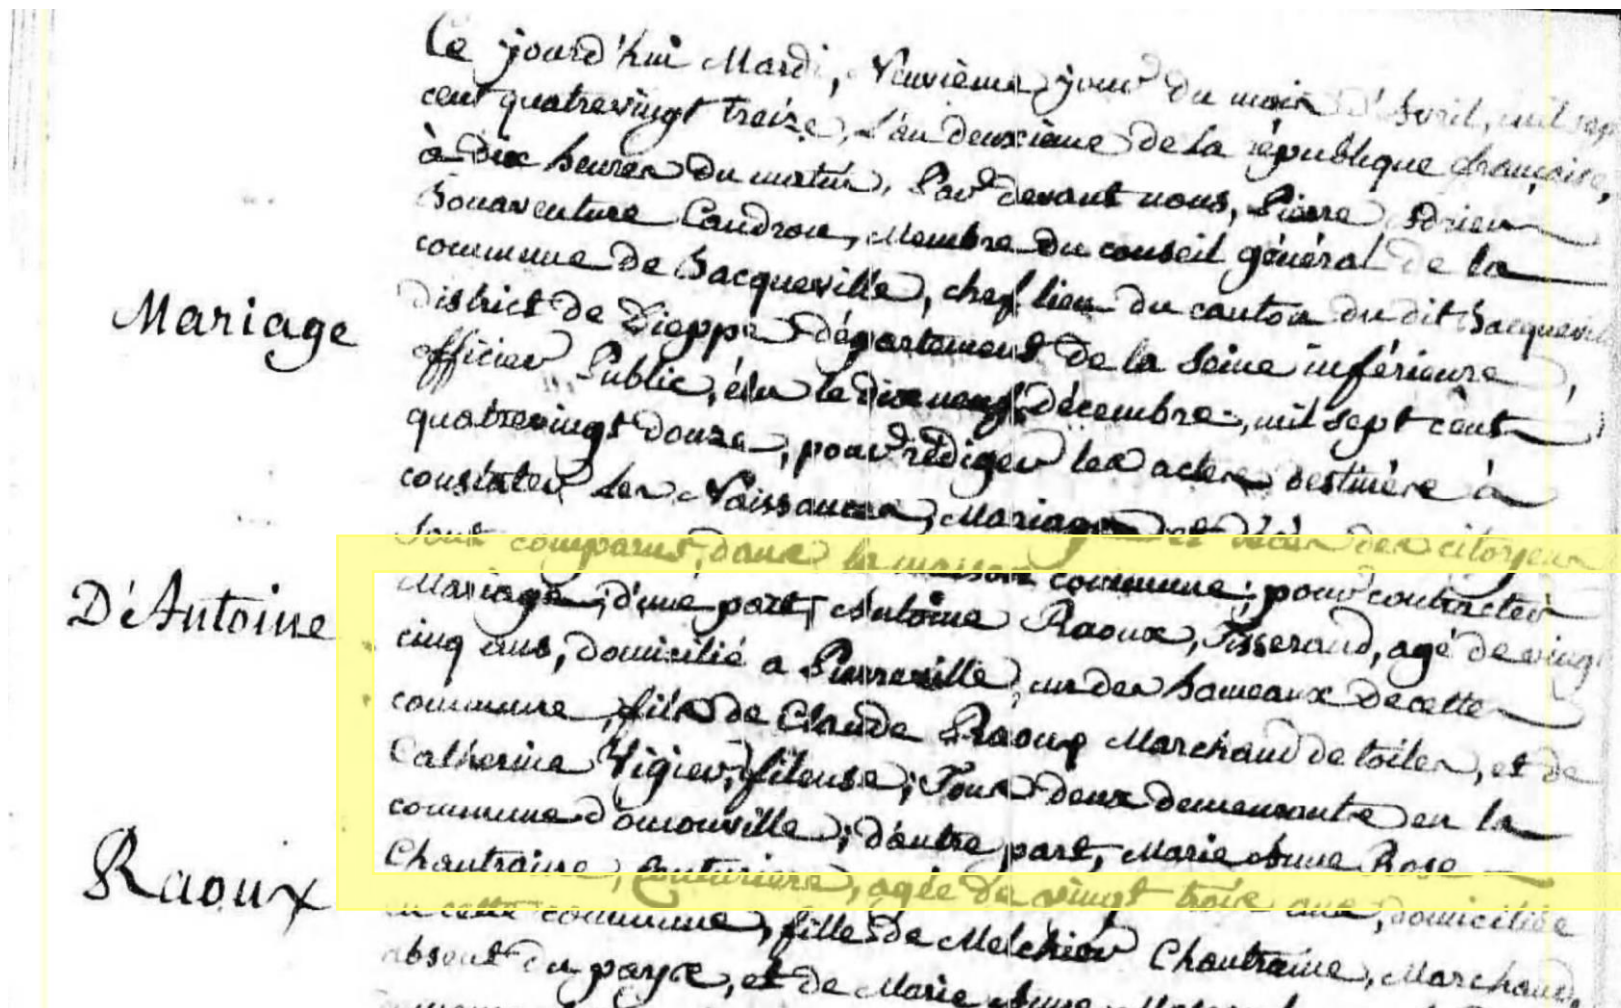 Ce jourd'hui Mardi, Neuvième jour du mois d'Avril, mil sept
cent quatrevingt treize, l'an deuxième de la république française,
à dix heures du matin, Par devant nous, Pierre Adrien
Bonaventure Caudron, Membre du conseil général de la
commune de Bacqueville, chef lieu du canton du dit Bacqueville
district de Dieppe département de la Seine inférieure,
officier Public, élu le dix neuf décembre, mil sept cent
Mariage
quatrevingt douze, pour rédiger les actes destinés à
constater les Naissances, Mariages et décès des citoyens
Sont comparus, dans la maison commune; pour contracter
Mariage; d'une part, Antoine Raoux, Tisserand, agé de vingt
cinq ans, domicilié a Pierreville, un des hameaux de cette
D'Antoine
commune, fils de Claude Raoux Marchand de toiles, et de
Catherine Vigier, fileuse; Tous deux demeurants en la
commune d'omonville; d'autre part, Marie Anne Rose
Chantraine, couturiere, agée de vingt trois ans, domiciliée
Raoux
en cette commune, fille de Melchior Chantraine, Marchand
absent du pays, et de Marie Anne